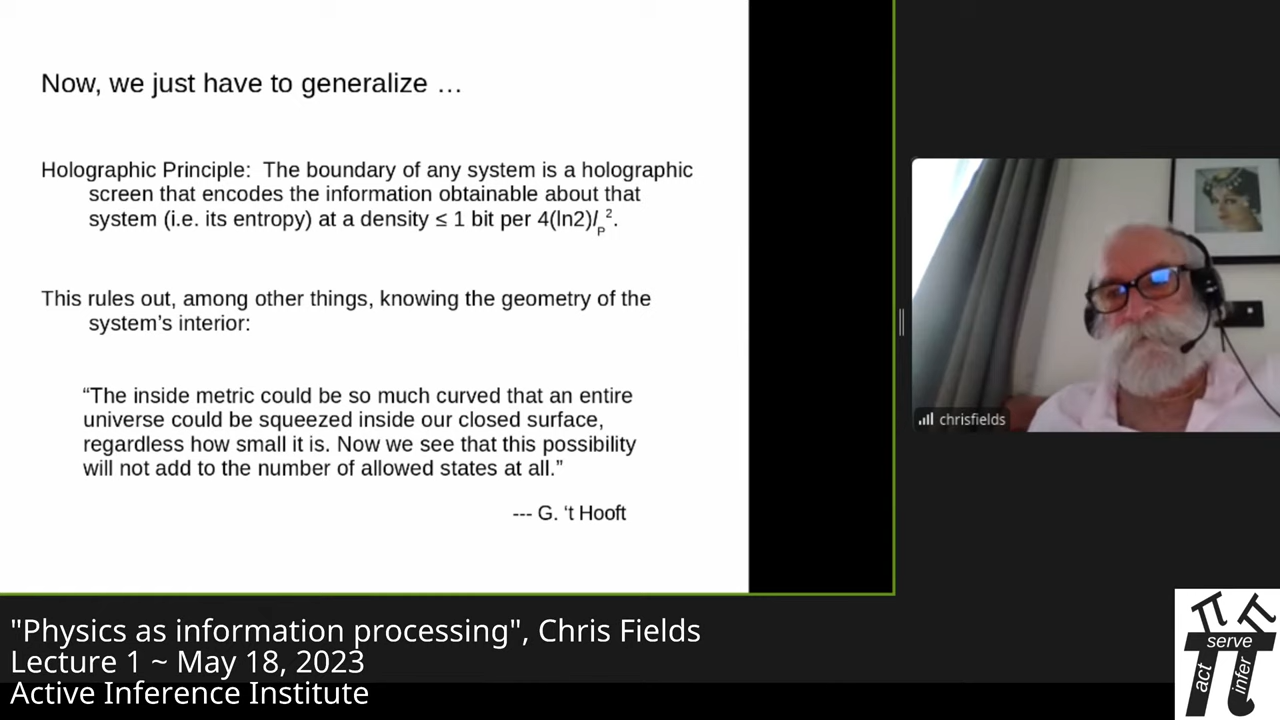 Now, we just have to generalize …
Holographic Principle:  The boundary of any system is a holographic
screen that encodes the information obtainable about that
system (i.e. its entropy) at a density ≤ 1 bit per 4(ln2)lₚ².
This rules out, among other things, knowing the geometry of the
system’s interior:
“The inside metric could be so much curved that an entire
universe could be squeezed inside our closed surface,
regardless how small it is. Now we see that this possibility
will not add to the number of allowed states at all.”
--- G. ‘t Hooft
chrisfields
"Physics as information processing", Chris Fields
Lecture 1 ~ May 18, 2023
Active Inference Institute
serve
act
infer